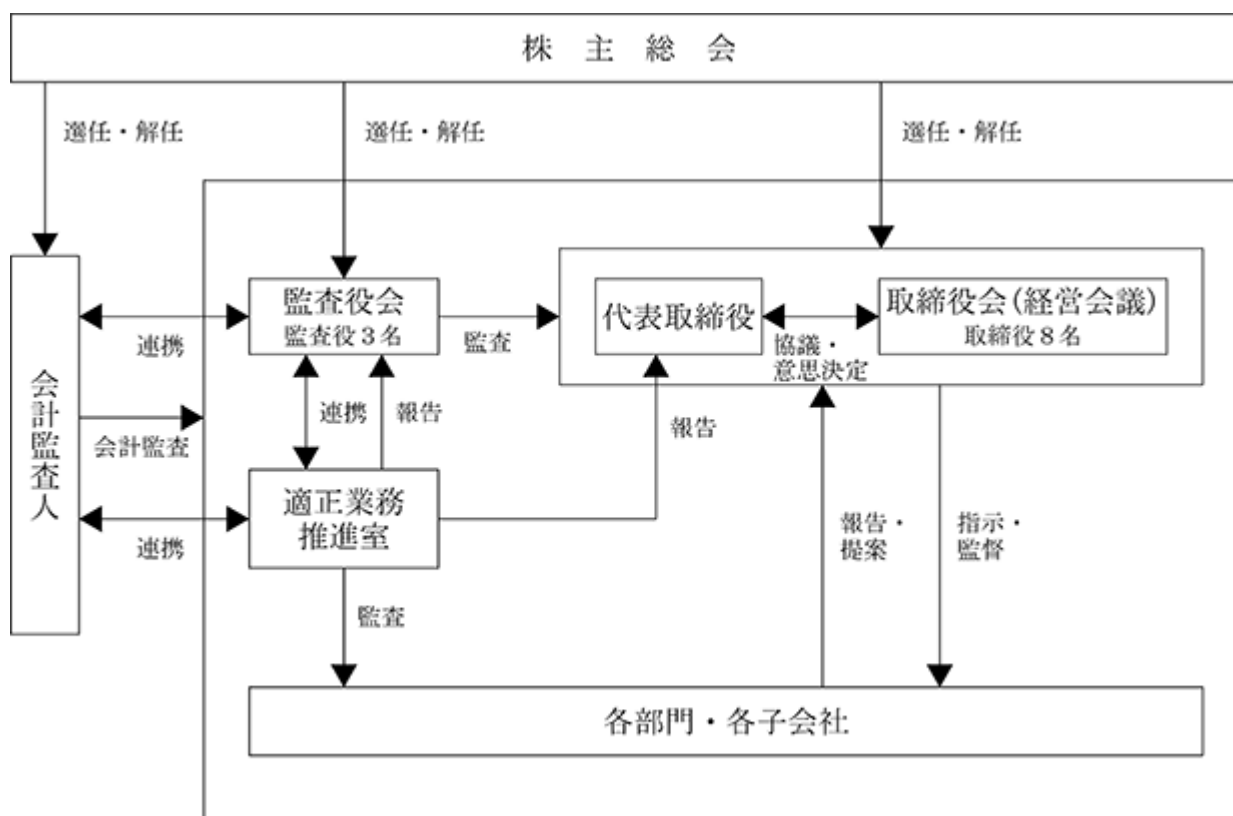 株主総会
選任・解任
選任・解任
選任・解任
監査役会
監査役3名
代表取締役
取締役会(経営会議)
取締役8名
連携
監査
協議・
意思決定
会計監査人
会計監査
連携
報告
報告
適正業務
推進室
連携
報告・
提案
指示・
監督
監査
各部門・各子会社